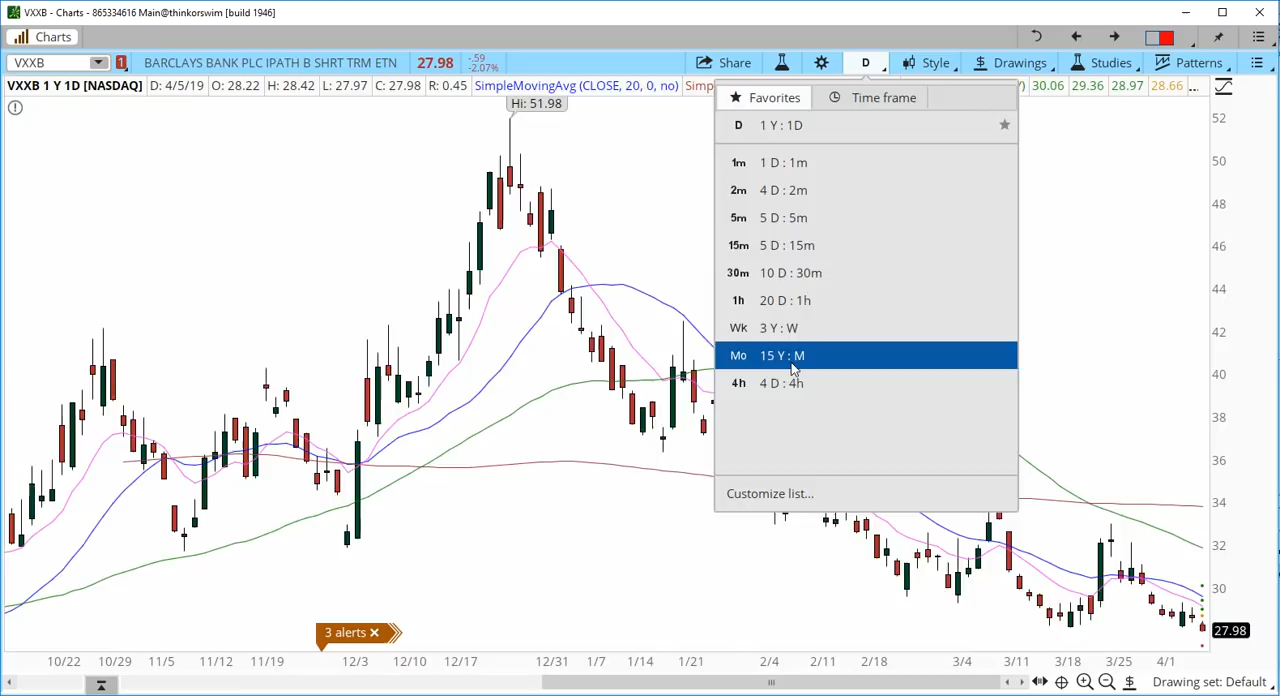 VXXB - Charts - 865334616 Main@thinkorswim [build 1946]
Charts
VXXB 1 BARCLAYS BANK PLC IPATH B SHRT TRM ETN 27.98 -.59 -2.07% Share D Style Drawings Studies Patterns
VXXB 1 Y 1D [NASDAQ] D: 4/5/19 O: 28.22 H: 28.42 L: 27.97 C: 27.98 R: 0.45 SimpleMovingAvg (CLOSE, 20, 0, no) Simp Y) 30.06 29.36 28.97 28.66 ...
Hi: 51.98
Favorites Time frame
D 1 Y : 1D
1m 1 D : 1m
2m 4 D : 2m
5m 5 D : 5m
15m 5 D : 15m
30m 10 D : 30m
1h 20 D : 1h
Wk 3 Y : W
Mo 15 Y : M
4h 4 D : 4h
Customize list...
52
50
48
46
44
42
40
38
36
34
32
30
27.98
3 alerts
10/22 10/29 11/5 11/12 11/19 12/3 12/10 12/17 12/31 1/7 1/14 1/21 2/4 2/11 2/18 3/4 3/11 3/18 3/25 4/1
Drawing set: Default